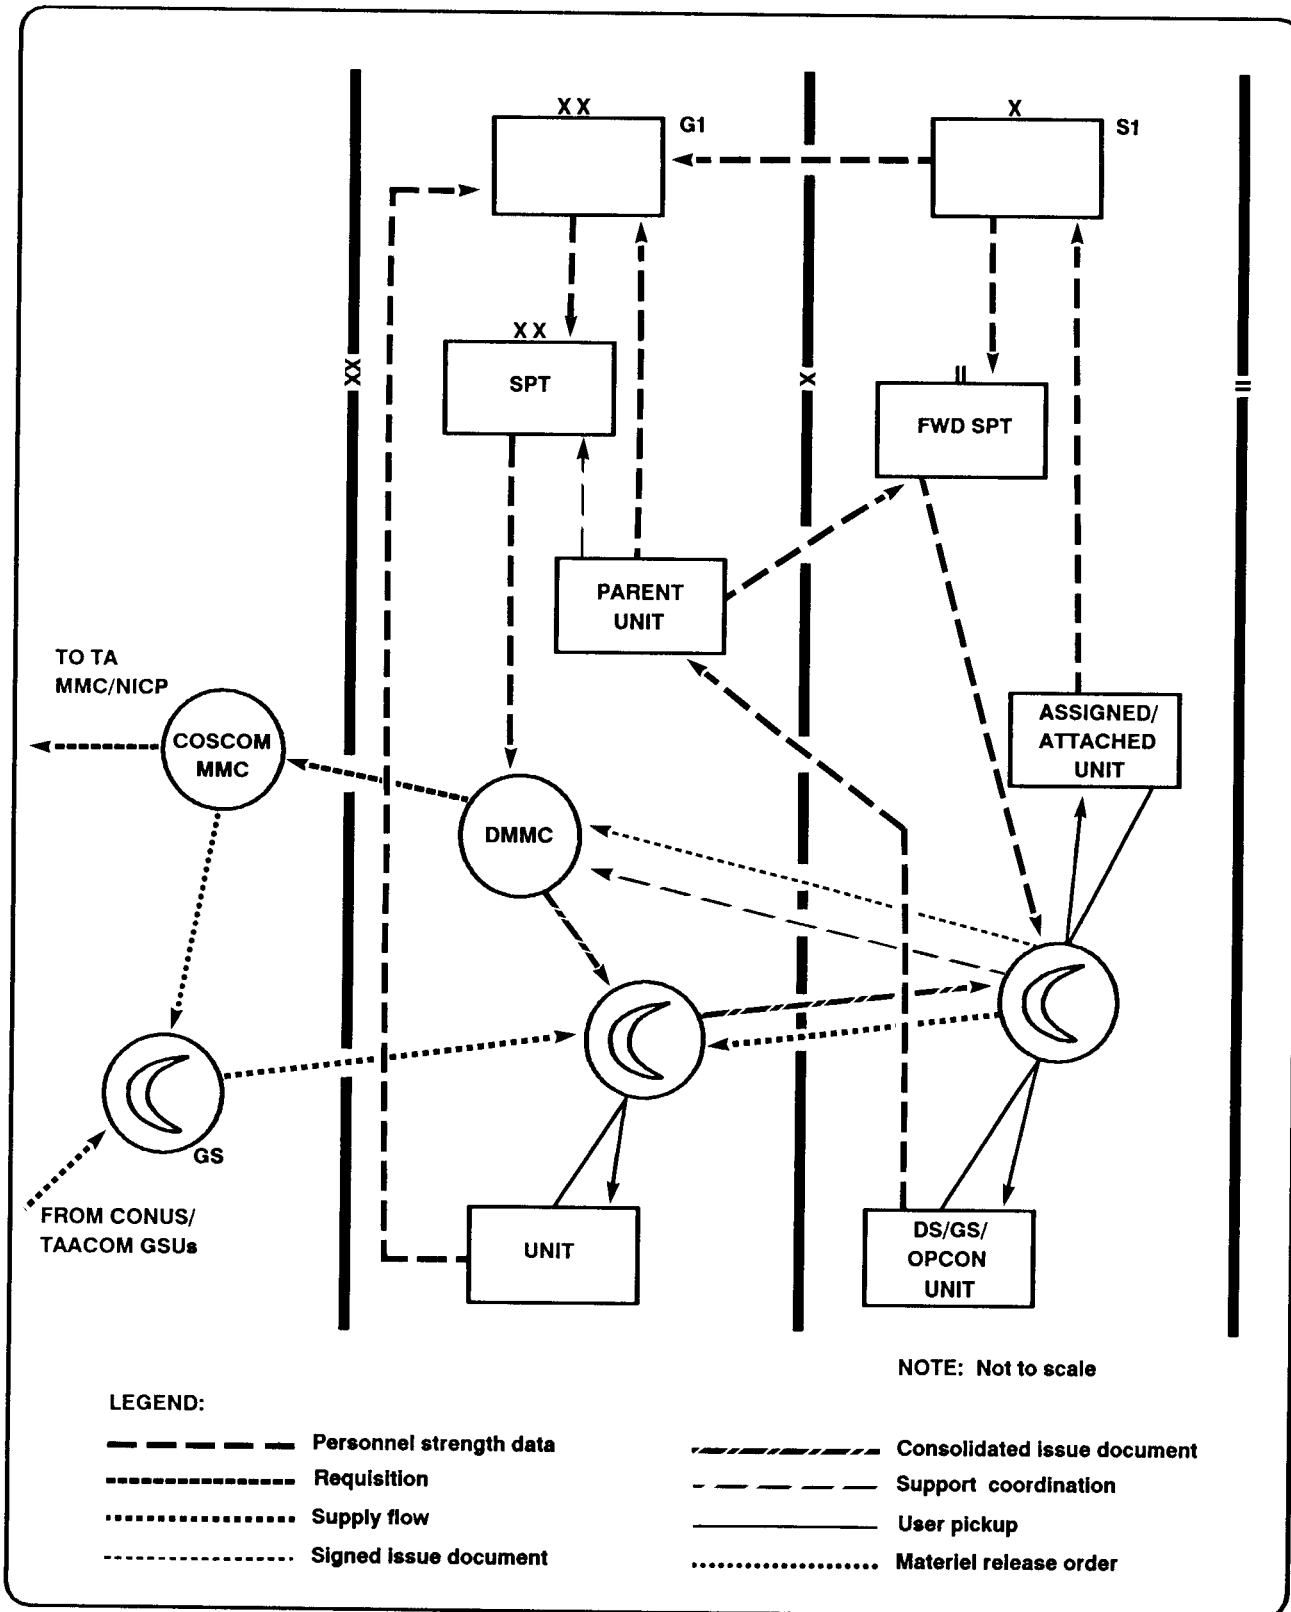 XX
G1
X
S1
XX
SPT
XX
X
II
FWD SPT
II
PARENT
UNIT
TO TA
MMC/NICP
COSCOM
MMC
ASSIGNED/
ATTACHED
UNIT
DMMC
GS
FROM CONUS/
TAACOM GSUs
UNIT
DS/GS/
OPCON
UNIT
NOTE: Not to scale
LEGEND:
Personnel strength data
Requisition
Supply flow
Signed issue document
Consolidated issue document
Support coordination
User pickup
Materiel release order